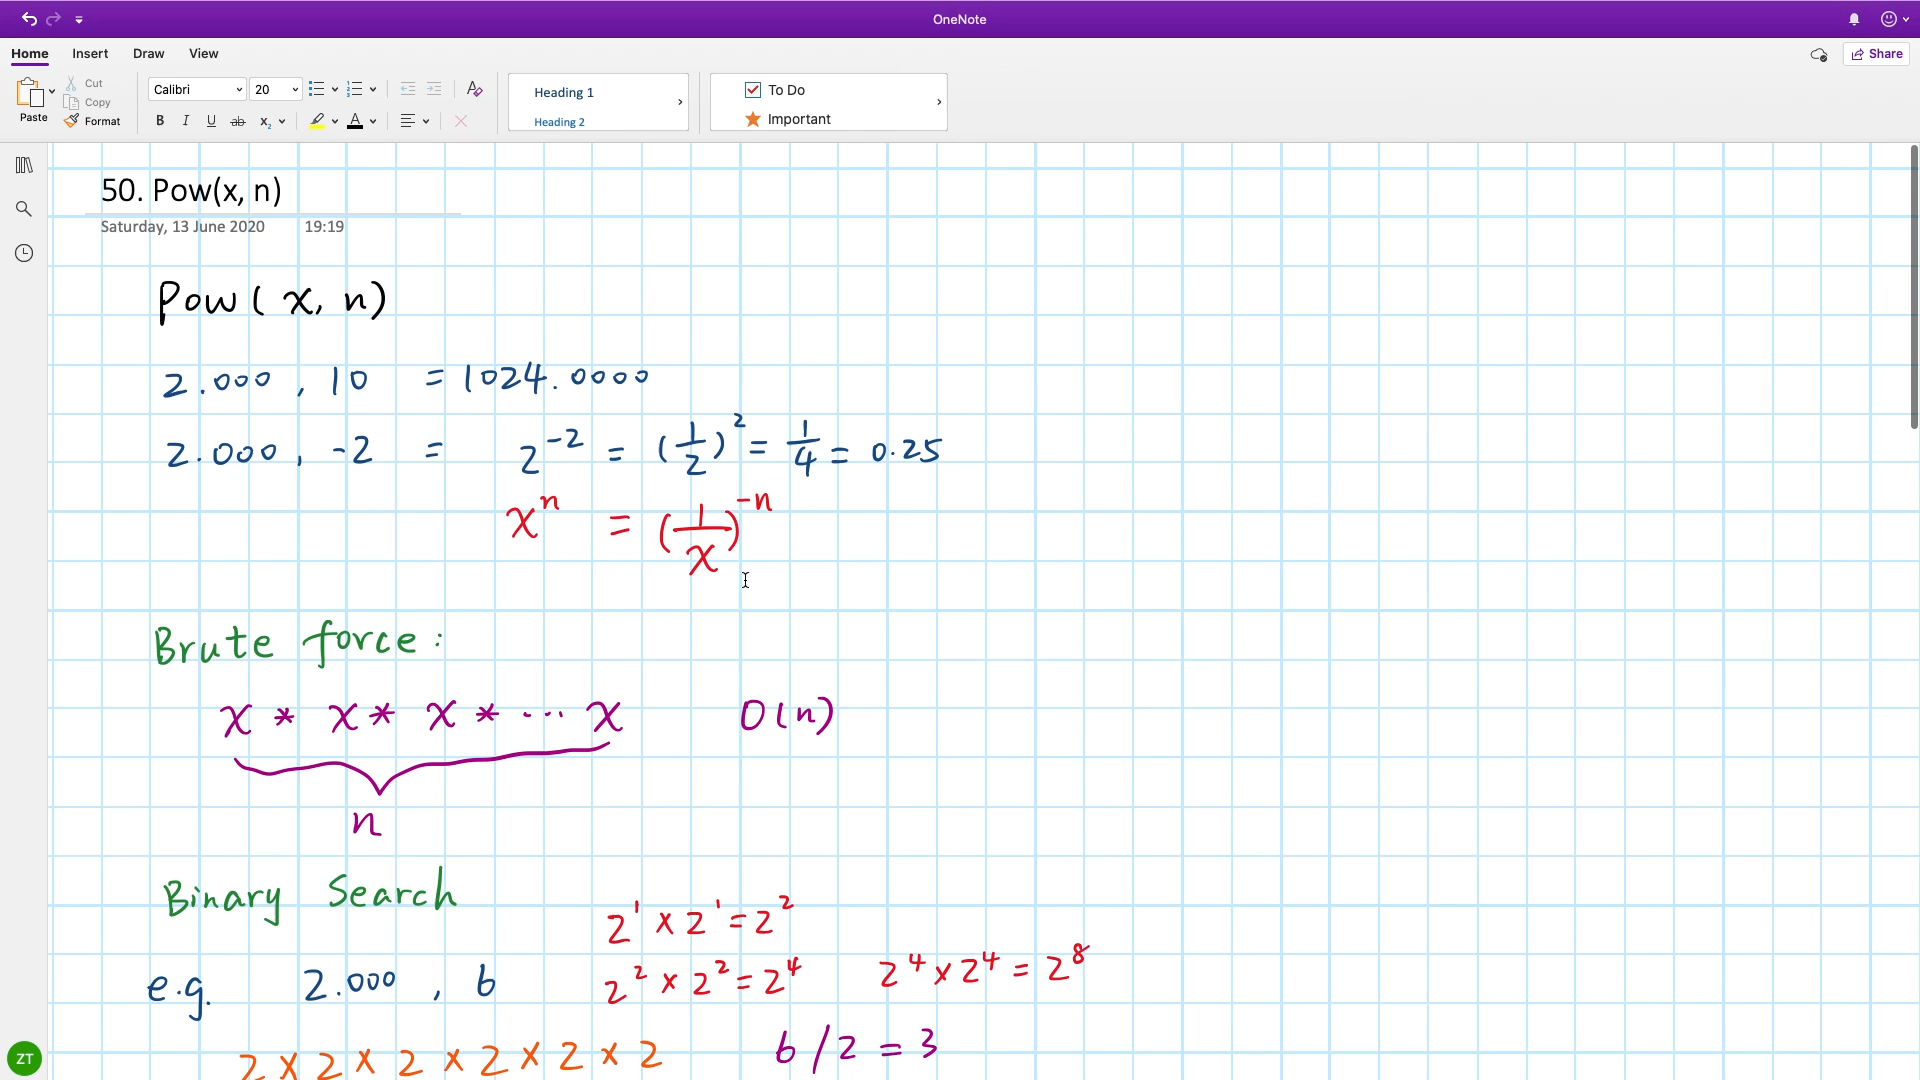 OneNote
Home Insert Draw View
Share
Paste
Cut
Copy
Format
Calibri 20
B I U ab x₂ A
Heading 1
Heading 2
To Do
Important
50. Pow(x, n)
Saturday, 13 June 2020 19:19
Pow ( x, n)
2.000 , 10 = 1024.0000
2.000 , -2 = 2^-2 = (1/2)^2 = 1/4 = 0.25
x^n = (1/x)^-n
Brute force:
x * x * x * ... x O(n)
n
Binary Search
2^1 × 2^1 = 2^2
2^2 × 2^2 = 2^4 2^4 × 2^4 = 2^8
e.g. 2.000 , 6
2 × 2 × 2 × 2 × 2 × 2 6 / 2 = 3
ZT